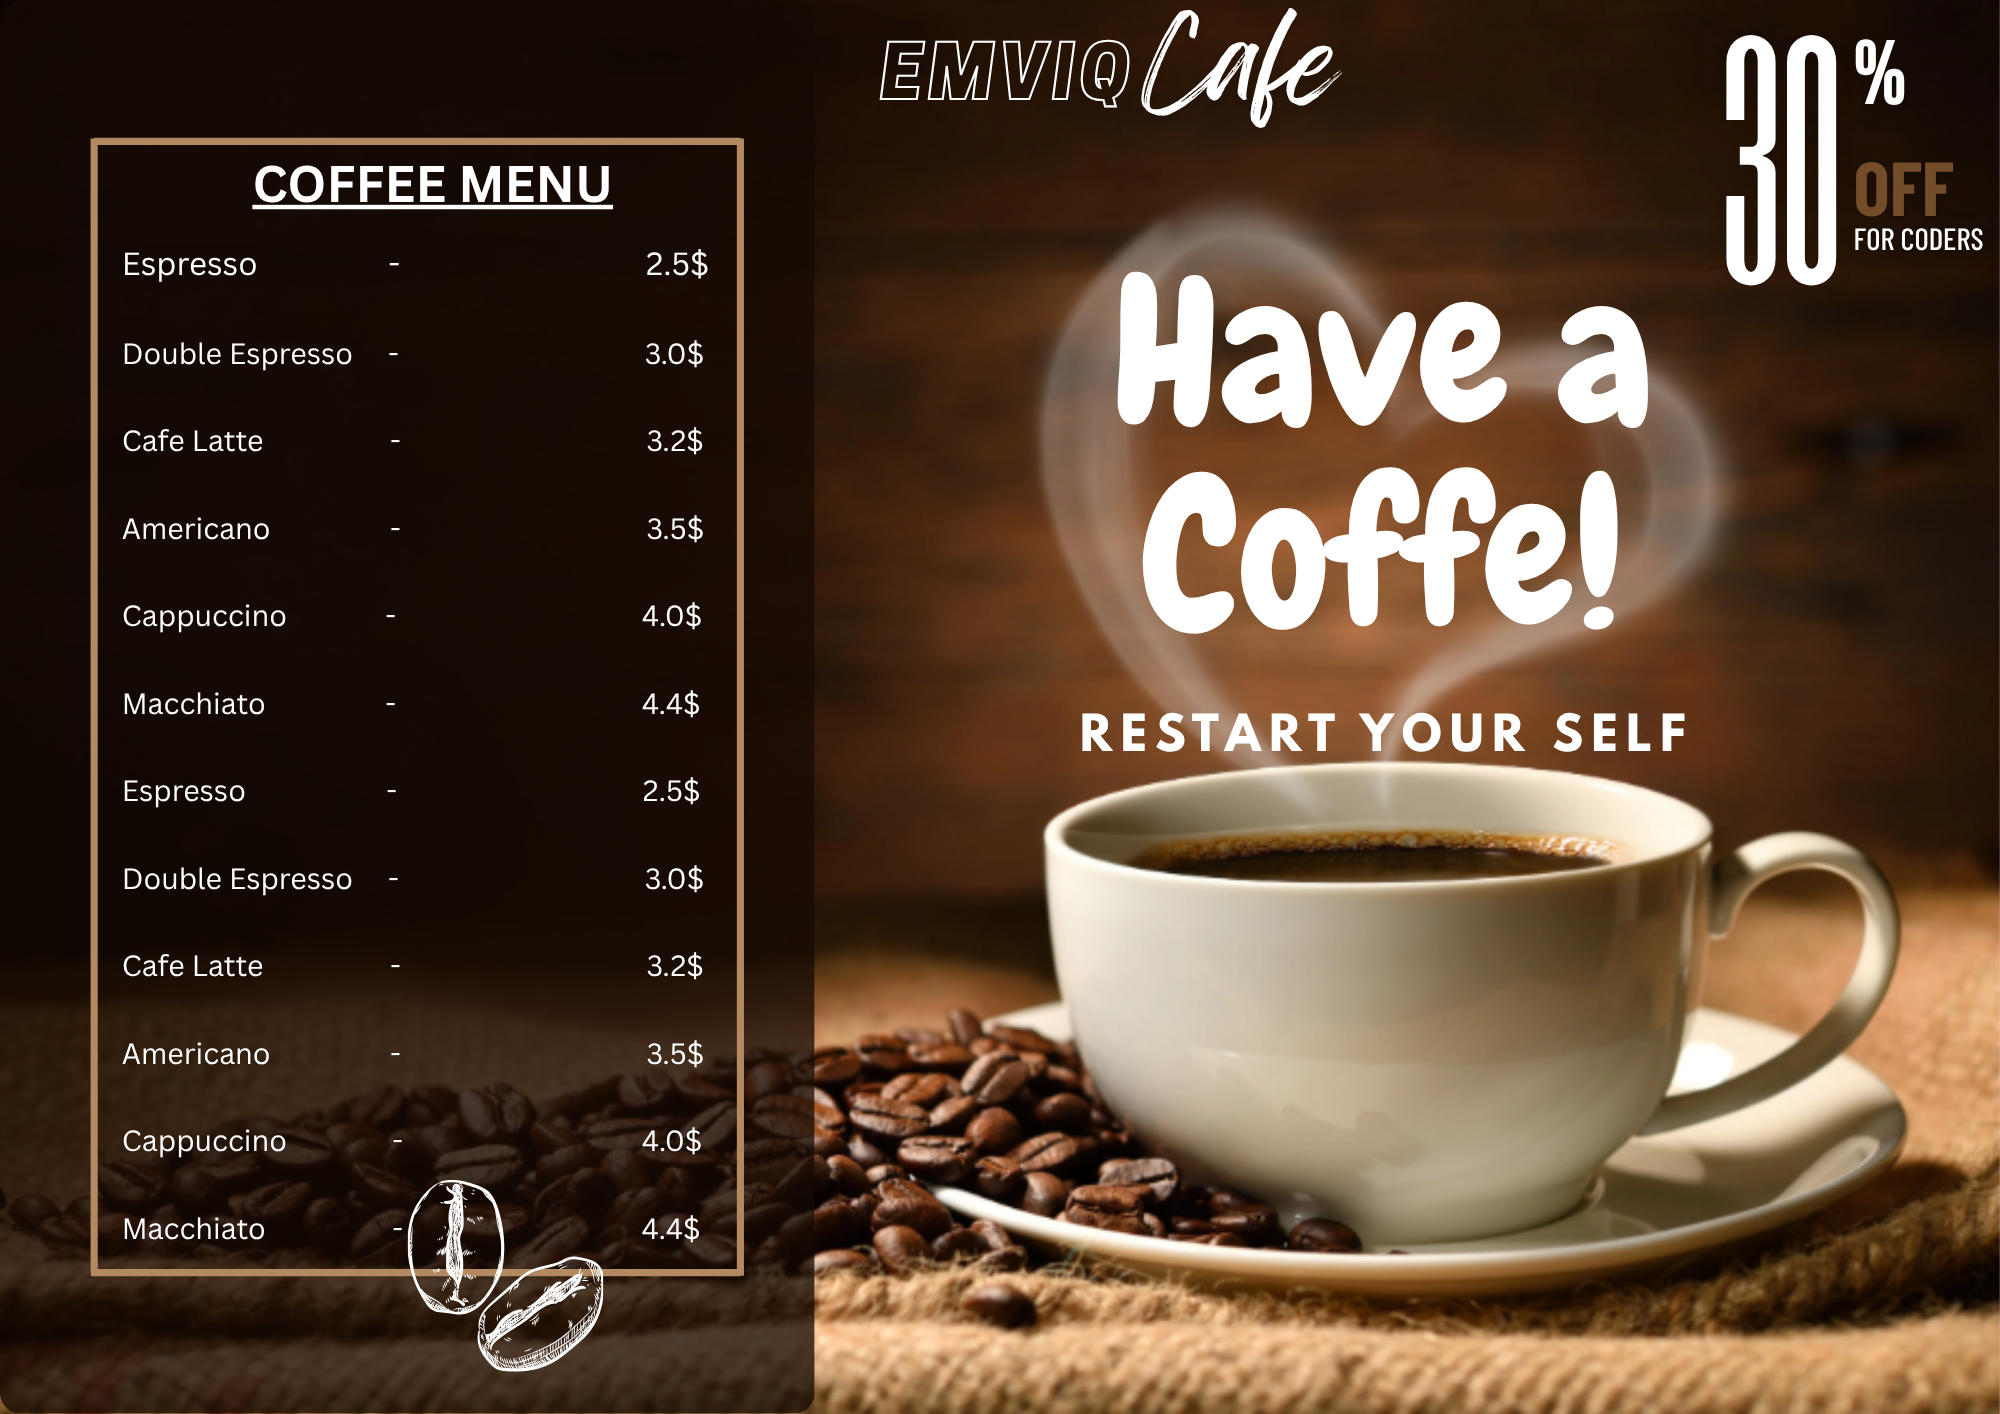 EMVIQ Cafe
30 %
OFF
FOR CODERS
COFFEE MENU
Espresso - 2.5$
Double Espresso - 3.0$
Cafe Latte - 3.2$
Americano - 3.5$
Cappuccino - 4.0$
Macchiato - 4.4$
Espresso - 2.5$
Double Espresso - 3.0$
Cafe Latte - 3.2$
Americano - 3.5$
Cappuccino - 4.0$
Macchiato - 4.4$
Have a
Coffe!
RESTART YOUR SELF